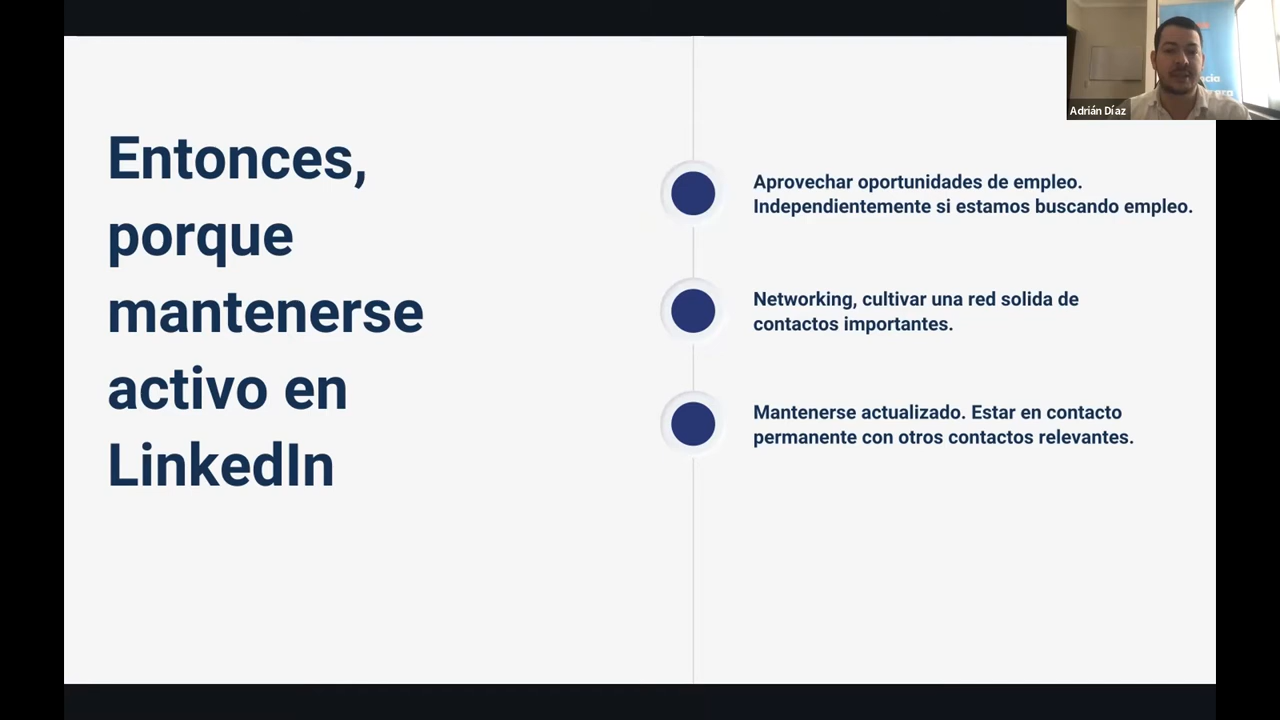 Entonces,
porque
mantenerse
activo en
LinkedIn
Aprovechar oportunidades de empleo.
Independientemente si estamos buscando empleo.
Networking, cultivar una red solida de
contactos importantes.
Mantenerse actualizado. Estar en contacto
permanente con otros contactos relevantes.
Adrián Díaz